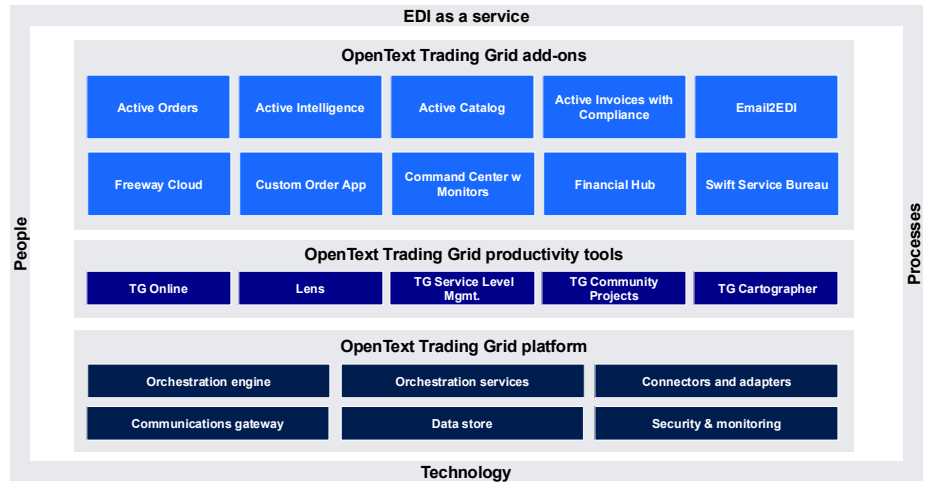 EDI as a service
OpenText Trading Grid add-ons
Active Orders
Active Intelligence
Active Catalog
Active Invoices with
Compliance
Email2EDI
Freeway Cloud
Custom Order App
Command Center w
Monitors
Financial Hub
Swift Service Bureau
People
Processes
OpenText Trading Grid productivity tools
TG Online
Lens
TG Service Level
Mgmt.
TG Community
Projects
TG Cartographer
OpenText Trading Grid platform
Orchestration engine
Orchestration services
Connectors and adapters
Communications gateway
Data store
Security & monitoring
Technology